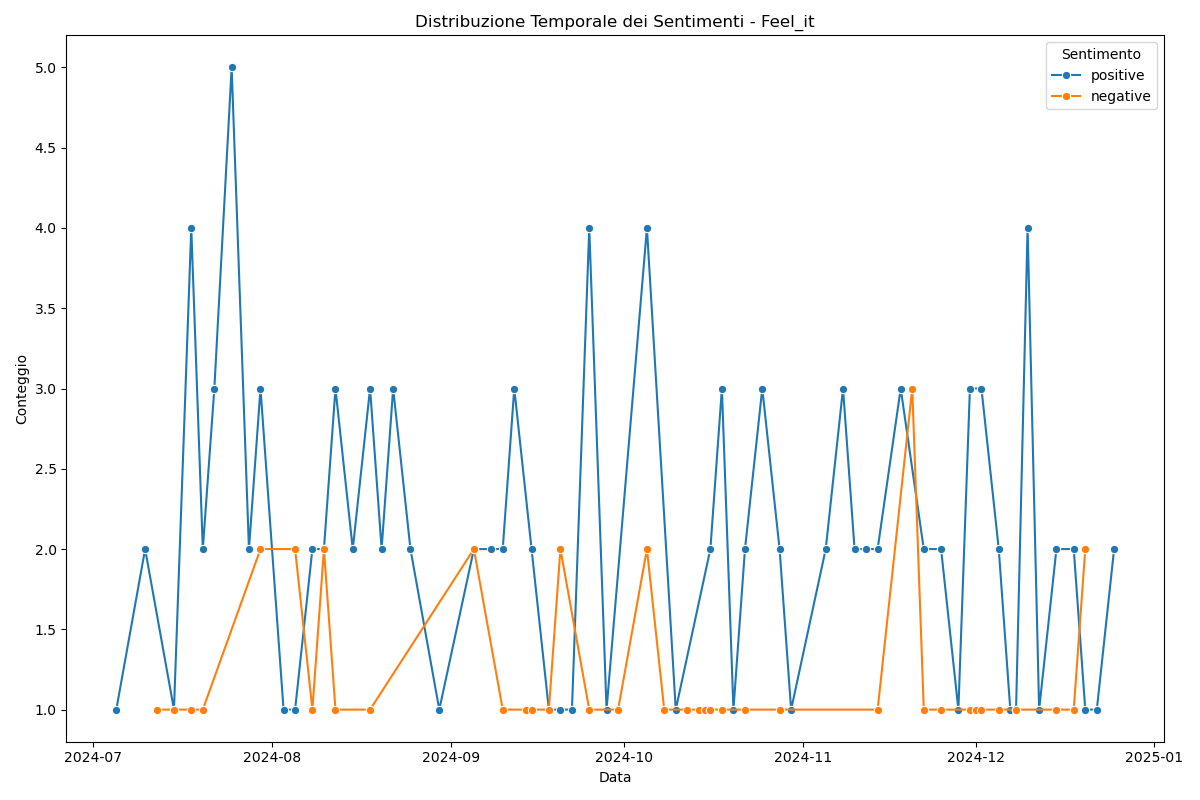 Distribuzione Temporale dei Sentimenti - Feel_it
Sentimento
positive
negative
Conteggio
5.0
4.5
4.0
3.5
3.0
2.5
2.0
1.5
1.0
2024-07
2024-08
2024-09
2024-10
2024-11
2024-12
2025-01
Data